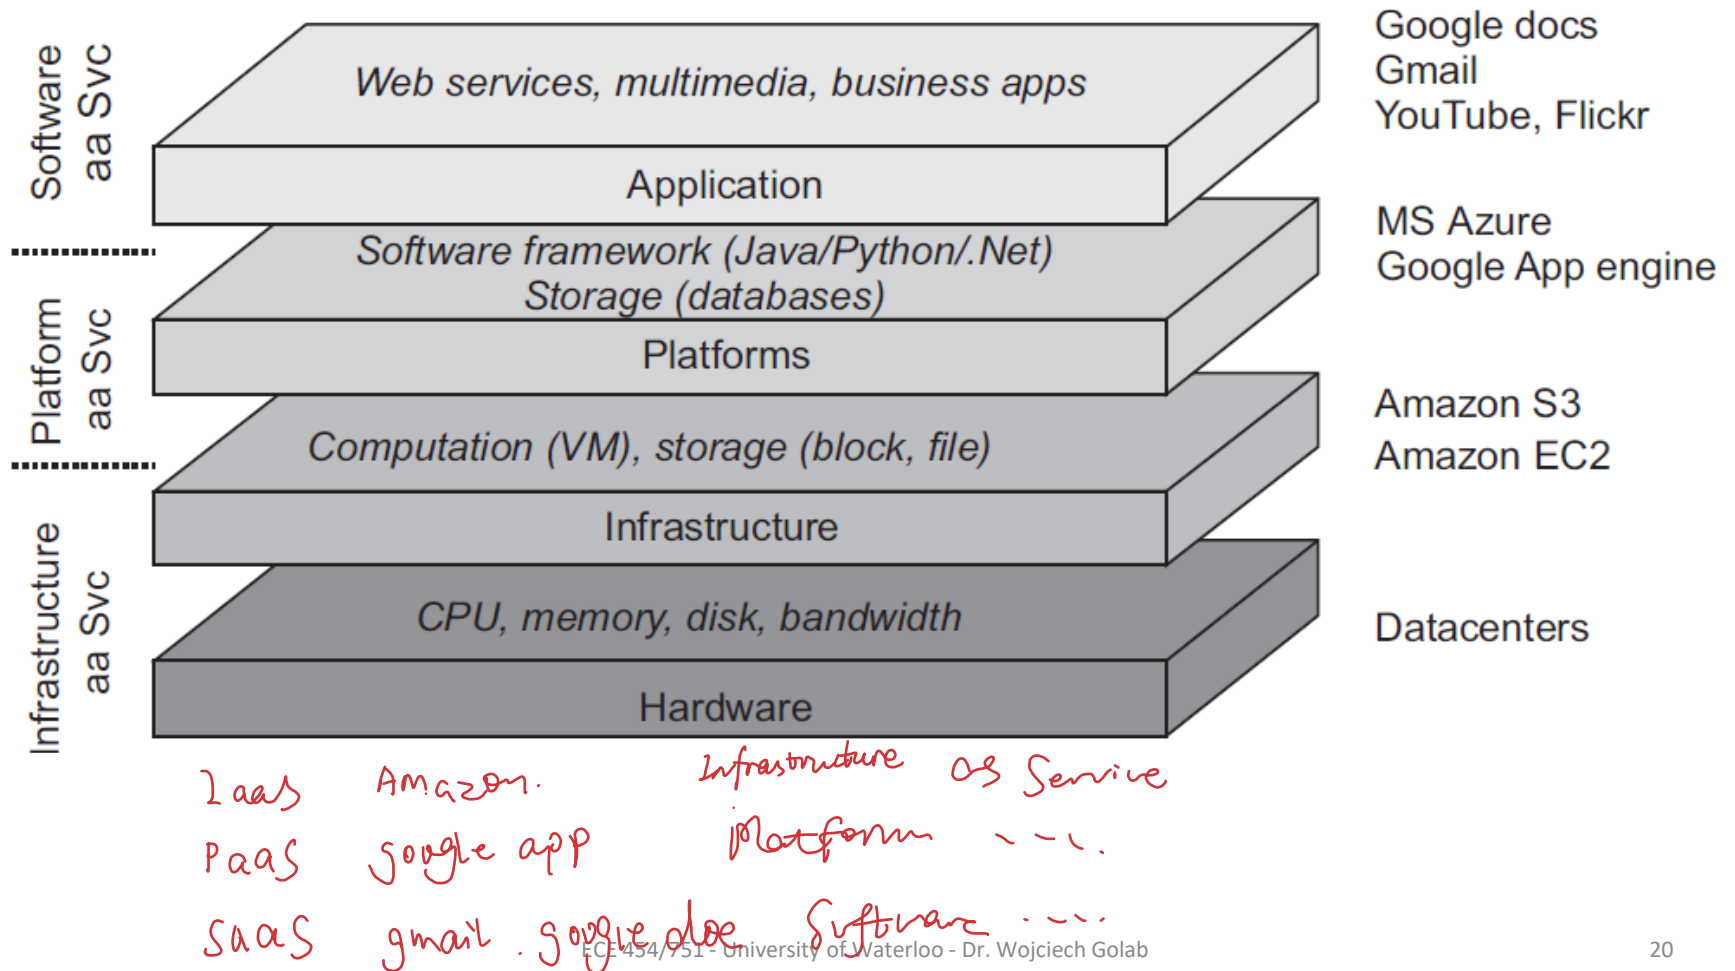 Software
aa Svc
Web services, multimedia, business apps
Application
Google docs
Gmail
YouTube, Flickr
Platform
aa Svc
Software framework (Java/Python/.Net)
Storage (databases)
Platforms
MS Azure
Google App engine
Infrastructure
aa Svc
Computation (VM), storage (block, file)
Infrastructure
Amazon S3
Amazon EC2
CPU, memory, disk, bandwidth
Hardware
Datacenters
IaaS Amazon. Infrastructure as Service
PaaS google app Platform ----.
SaaS gmail. google doc Software ----
ECE 454/751 - University of Waterloo - Dr. Wojciech Golab
20